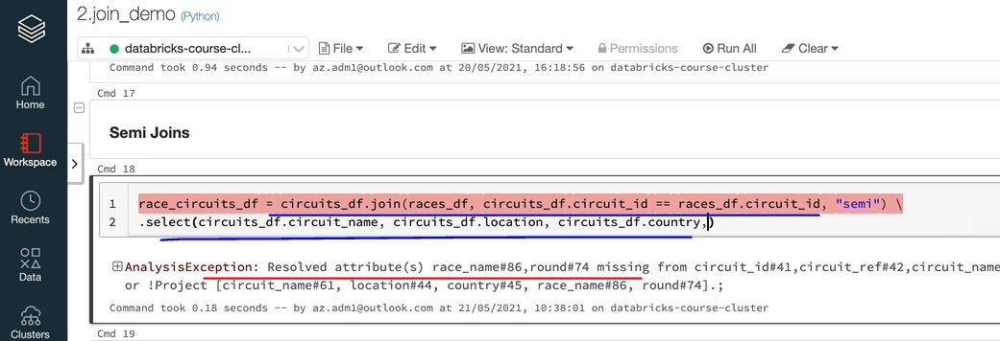 2.join_demo (Python)
databricks-course-cl...
File
Edit
View: Standard
Permissions
Run All
Clear
Command took 0.94 seconds -- by az.adm1@outlook.com at 20/05/2021, 16:18:56 on databricks-course-cluster
Home
Cmd 17
Semi Joins
Workspace
Cmd 18
1 race_circuits_df = circuits_df.join(races_df, circuits_df.circuit_id == races_df.circuit_id, "semi") \
2 .select(circuits_df.circuit_name, circuits_df.location, circuits_df.country,)
Recents
AnalysisException: Resolved attribute(s) race_name#86,round#74 missing from circuit_id#41,circuit_ref#42,circuit_name
or !Project [circuit_name#61, location#44, country#45, race_name#86, round#74].;
Data
Command took 0.18 seconds -- by az.adm1@outlook.com at 21/05/2021, 10:38:01 on databricks-course-cluster
Clusters
Cmd 19